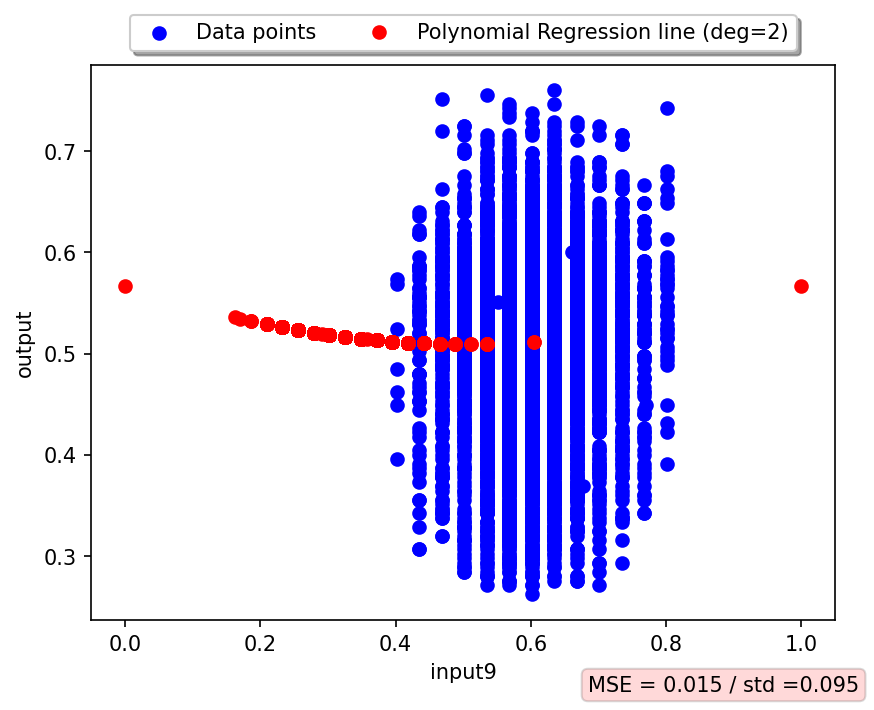 Data points Polynomial Regression line (deg=2)
output
0.7
0.6
0.5
0.4
0.3
0.0 0.2 0.4 0.6 0.8 1.0
input9
MSE = 0.015 / std =0.095